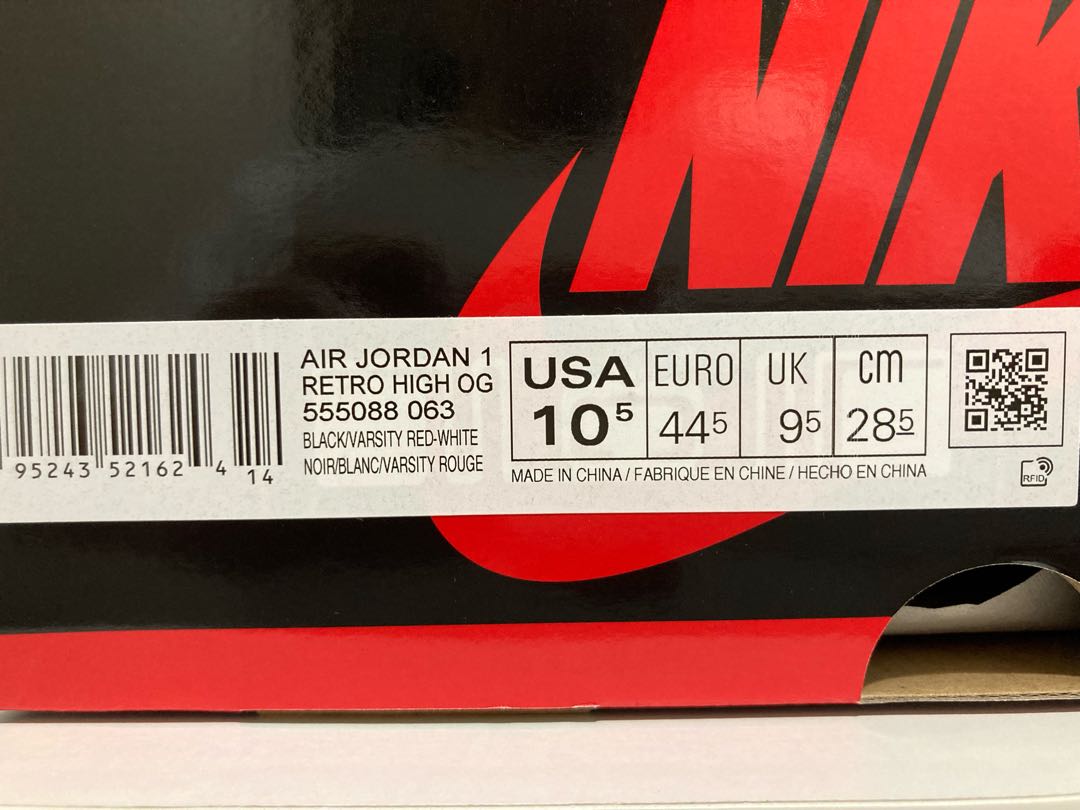 NIK
AIR JORDAN 1
RETRO HIGH OG
555088 063
BLACK/VARSITY RED-WHITE
NOIR/BLANC/VARSITY ROUGE
95243 52162 4
14
USA EURO UK cm
10⁵ 44⁵ 9⁵ 28⁵
MADE IN CHINA / FABRIQUE EN CHINE / HECHO EN CHINA
RFID